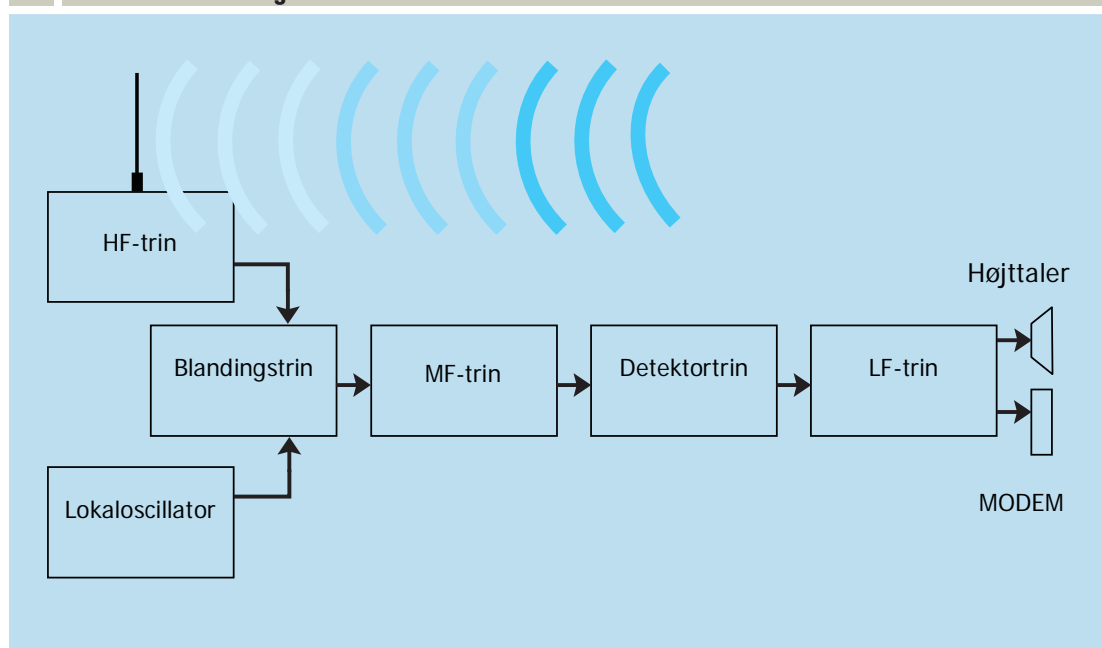 HF-trin
Højttaler
Blandingstrin
MF-trin
Detektortrin
LF-trin
Lokaloscillator
MODEM